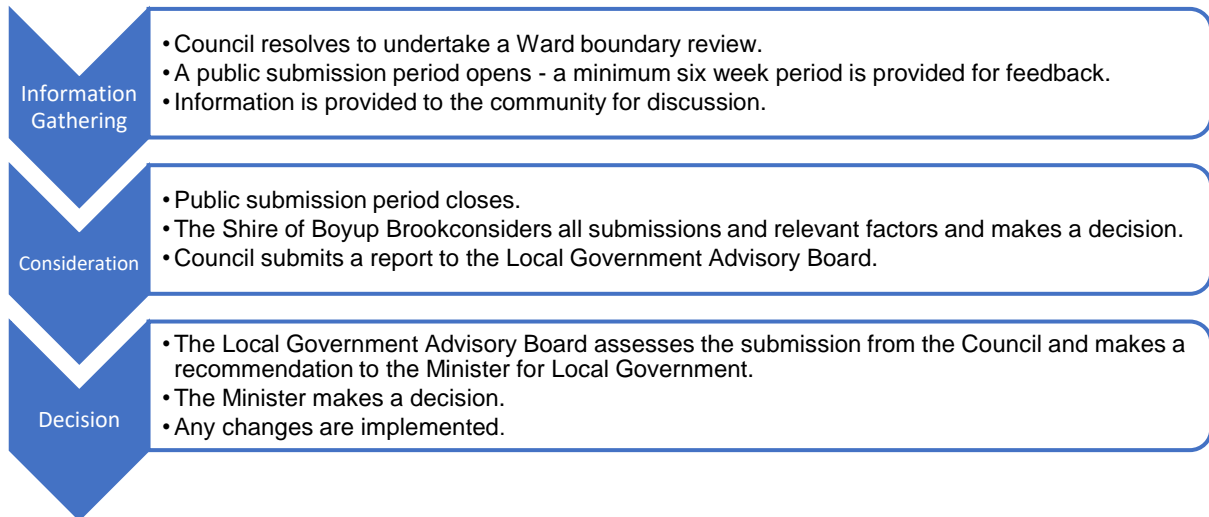 Information
Gathering
•Council resolves to undertake a Ward boundary review.
•A public submission period opens - a minimum six week period is provided for feedback.
•Information is provided to the community for discussion.
Consideration
•Public submission period closes.
•The Shire of Boyup Brookconsiders all submissions and relevant factors and makes a decision.
•Council submits a report to the Local Government Advisory Board.
Decision
•The Local Government Advisory Board assesses the submission from the Council and makes a
recommendation to the Minister for Local Government.
•The Minister makes a decision.
•Any changes are implemented.